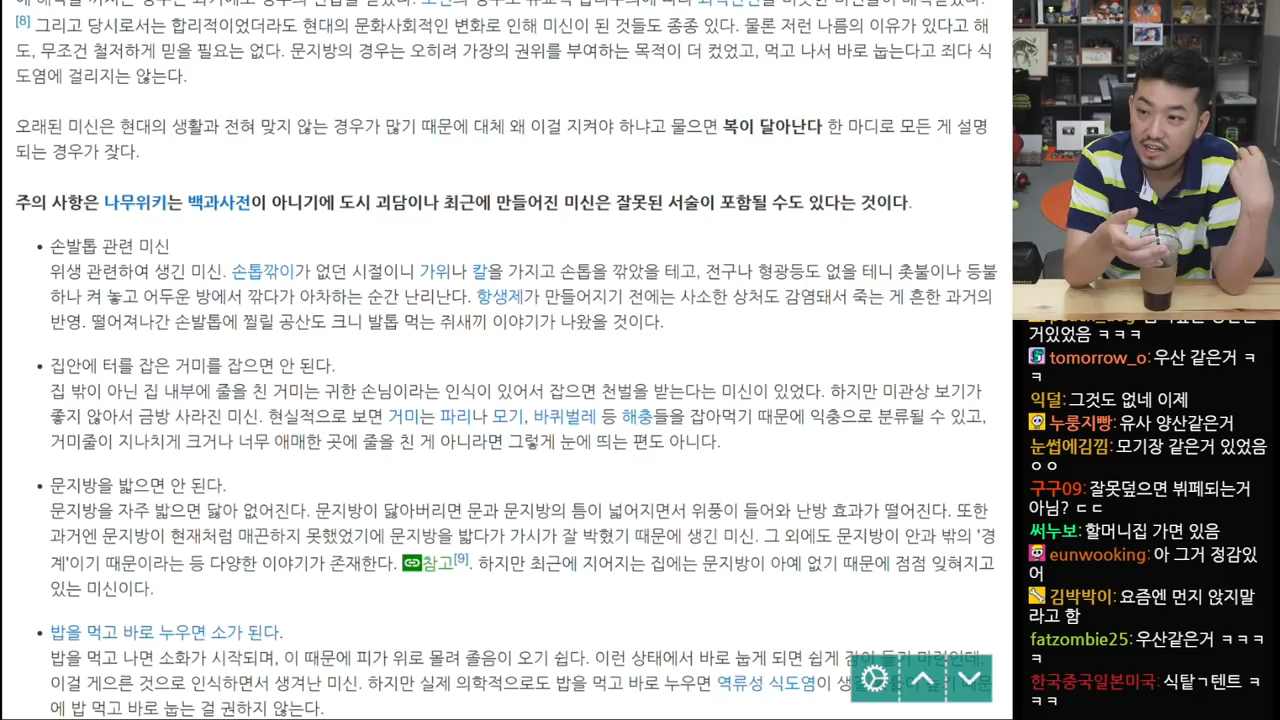 [8] 그리고 당시로서는 합리적이었더라도 현대의 문화사회적인 변화로 인해 미신이 된 것들도 종종 있다. 물론 저런 나름의 이유가 있다고 해
도, 무조건 철저하게 믿을 필요는 없다. 문지방의 경우는 오히려 가장의 권위를 부여하는 목적이 더 컸었고, 먹고 나서 바로 눕는다고 죄다 식
도염에 걸리지는 않는다.
오래된 미신은 현대의 생활과 전혀 맞지 않는 경우가 많기 때문에 대체 왜 이걸 지켜야 하냐고 물으면 복이 달아난다 한 마디로 모든 게 설명
되는 경우가 잦다.
주의 사항은 나무위키는 백과사전이 아니기에 도시 괴담이나 최근에 만들어진 미신은 잘못된 서술이 포함될 수도 있다는 것이다.
• 손발톱 관련 미신
위생 관련하여 생긴 미신. 손톱깎이가 없던 시절이니 가위나 칼을 가지고 손톱을 깎았을 테고, 전구나 형광등도 없을 테니 촛불이나 등불
하나 켜 놓고 어두운 방에서 깎다가 아차하는 순간 난리난다. 항생제가 만들어지기 전에는 사소한 상처도 감염돼서 죽는 게 흔한 과거의
반영. 떨어져나간 손발톱에 찔릴 공산도 크니 발톱 먹는 쥐새끼 이야기가 나왔을 것이다.
• 집안에 터를 잡은 거미를 잡으면 안 된다.
집 밖이 아닌 집 내부에 줄을 친 거미는 귀한 손님이라는 인식이 있어서 잡으면 천벌을 받는다는 미신이 있었다. 하지만 미관상 보기가
좋지 않아서 금방 사라진 미신. 현실적으로 보면 거미는 파리나 모기, 바퀴벌레 등 해충들을 잡아먹기 때문에 익충으로 분류될 수 있고,
거미줄이 지나치게 크거나 너무 애매한 곳에 줄을 친 게 아니라면 그렇게 눈에 띄는 편도 아니다.
• 문지방을 밟으면 안 된다.
문지방을 자주 밟으면 닳아 없어진다. 문지방이 닳아버리면 문과 문지방의 틈이 넓어지면서 위풍이 들어와 난방 효과가 떨어진다. 또한
과거엔 문지방이 현재처럼 매끈하지 못했었기에 문지방을 밟다가 가시가 잘 박혔기 때문에 생긴 미신. 그 외에도 문지방이 안과 밖의 '경
계'이기 때문이라는 등 다양한 이야기가 존재한다. 참고[9]. 하지만 최근에 지어지는 집에는 문지방이 아예 없기 때문에 점점 잊혀지고
있는 미신이다.
• 밥을 먹고 바로 누우면 소가 된다.
밥을 먹고 나면 소화가 시작되며, 이 때문에 피가 위로 몰려 졸음이 오기 쉽다. 이런 상태에서 바로 눕게 되면 쉽게
이걸 게으른 것으로 인식하면서 생겨난 미신. 하지만 실제 의학적으로도 밥을 먹고 바로 누우면 역류성 식도염이
에 밥 먹고 바로 눕는 걸 권하지 않는다.
거있었음 ㅋㅋㅋ
tomorrow_o: 우산 같은거 ㅋ
ㅋ
익덜: 그것도 없네 이제
누룽지빵: 유사 양산같은거
눈썹에김낌: 모기장 같은거 있었음
ㅇㅇ
구구09: 잘못덮으면 뷔페되는거
아님? ㄷㄷ
써누보: 할머니집 가면 있음
eunwooking: 아 그거 정감있
어
김박박이: 요즘엔 먼지 앉지말
라고 함
fatzombie25: 우산같은거 ㅋㅋㅋ
ㅋ
한국중국일본미국: 식탙ㄱ텐트 ㅋ
ㅋㅋ